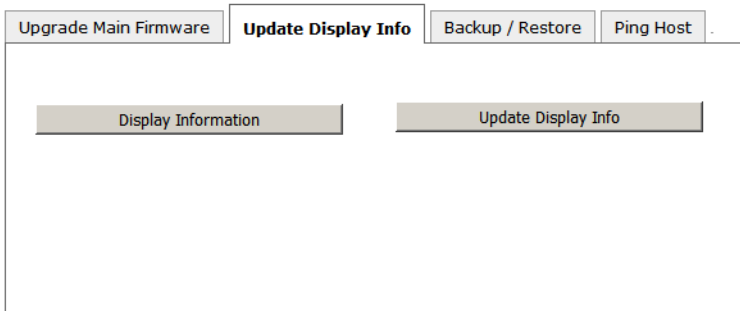 Upgrade Main Firmware Update Display Info Backup / Restore Ping Host .
Display Information Update Display Info